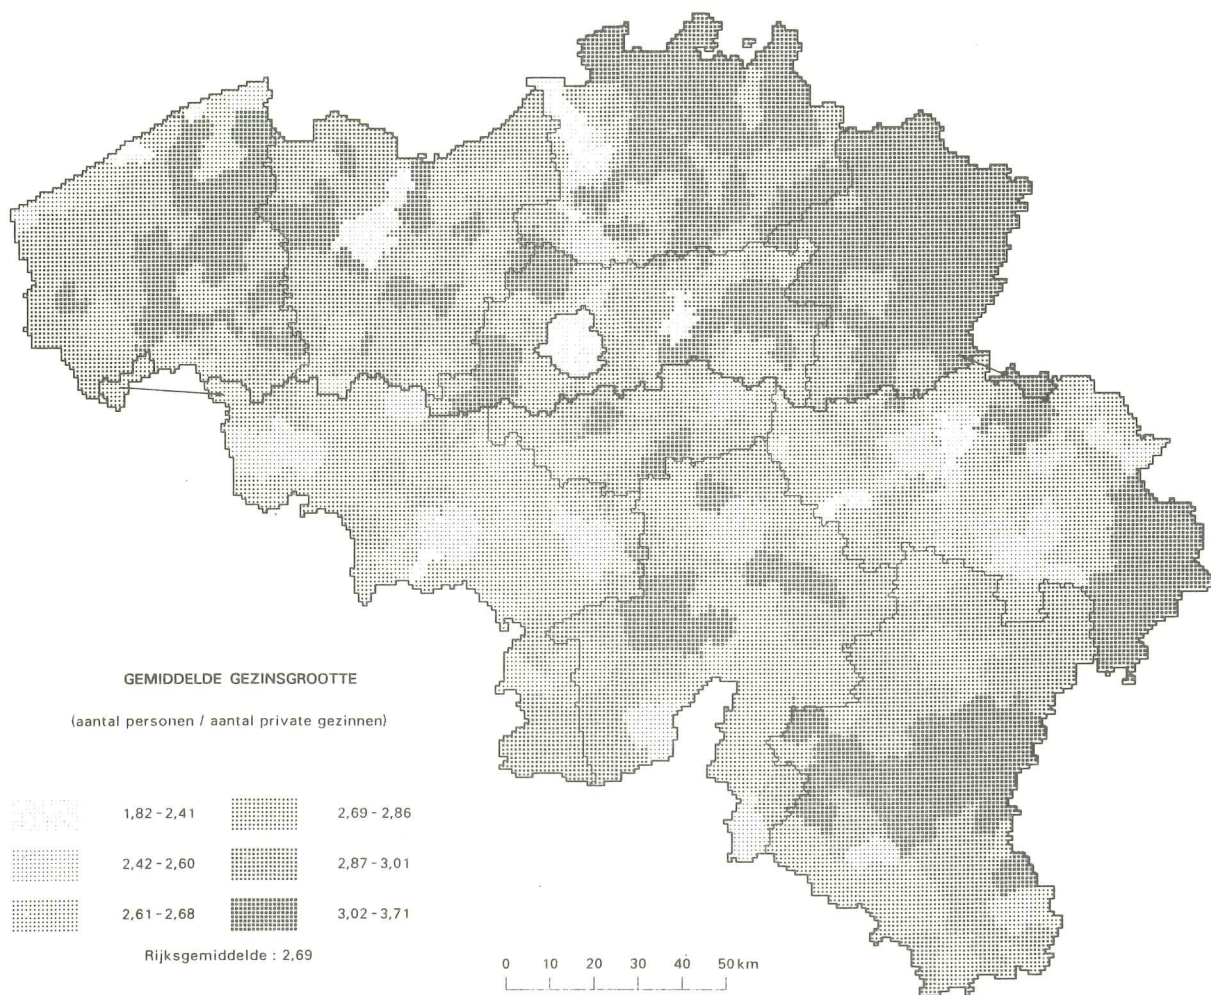 GEMIDDELDE GEZINSGROOTTE
(aantal personen / aantal private gezinnen)
1,82 - 2,41
2,69 - 2,86
2,42 - 2,60
2,87 - 3,01
2,61 - 2,68
3,02 - 3,71
Rijksgemiddelde : 2,69
0 10 20 30 40 50 km